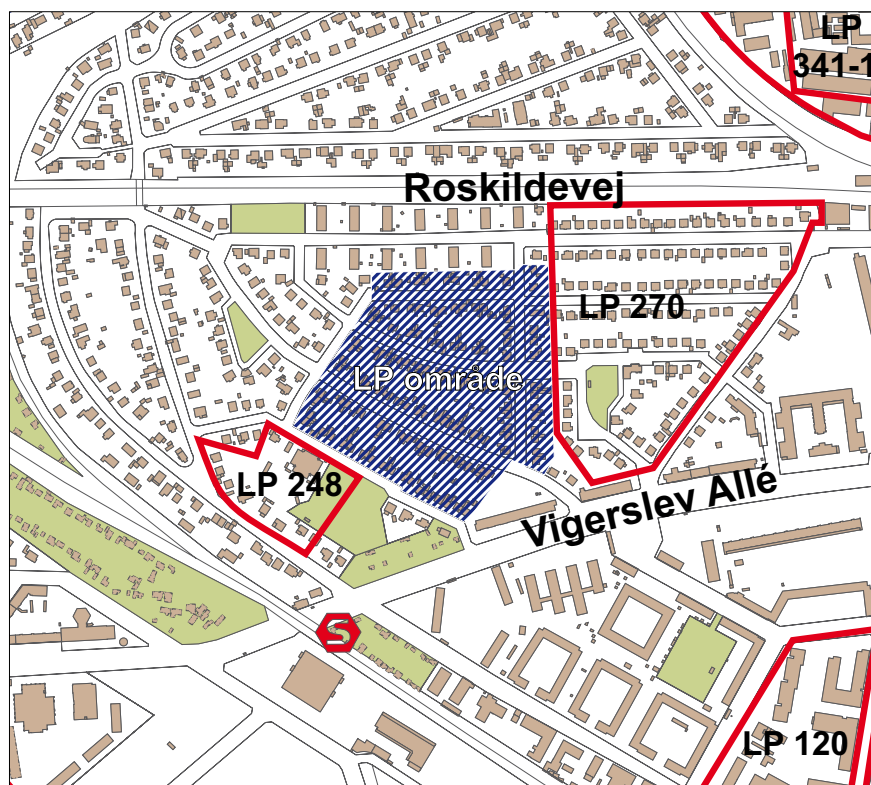 LP
341-1
Roskildevej
LP 270
LP område
LP 248
Vigerslev Allé
S
LP 120